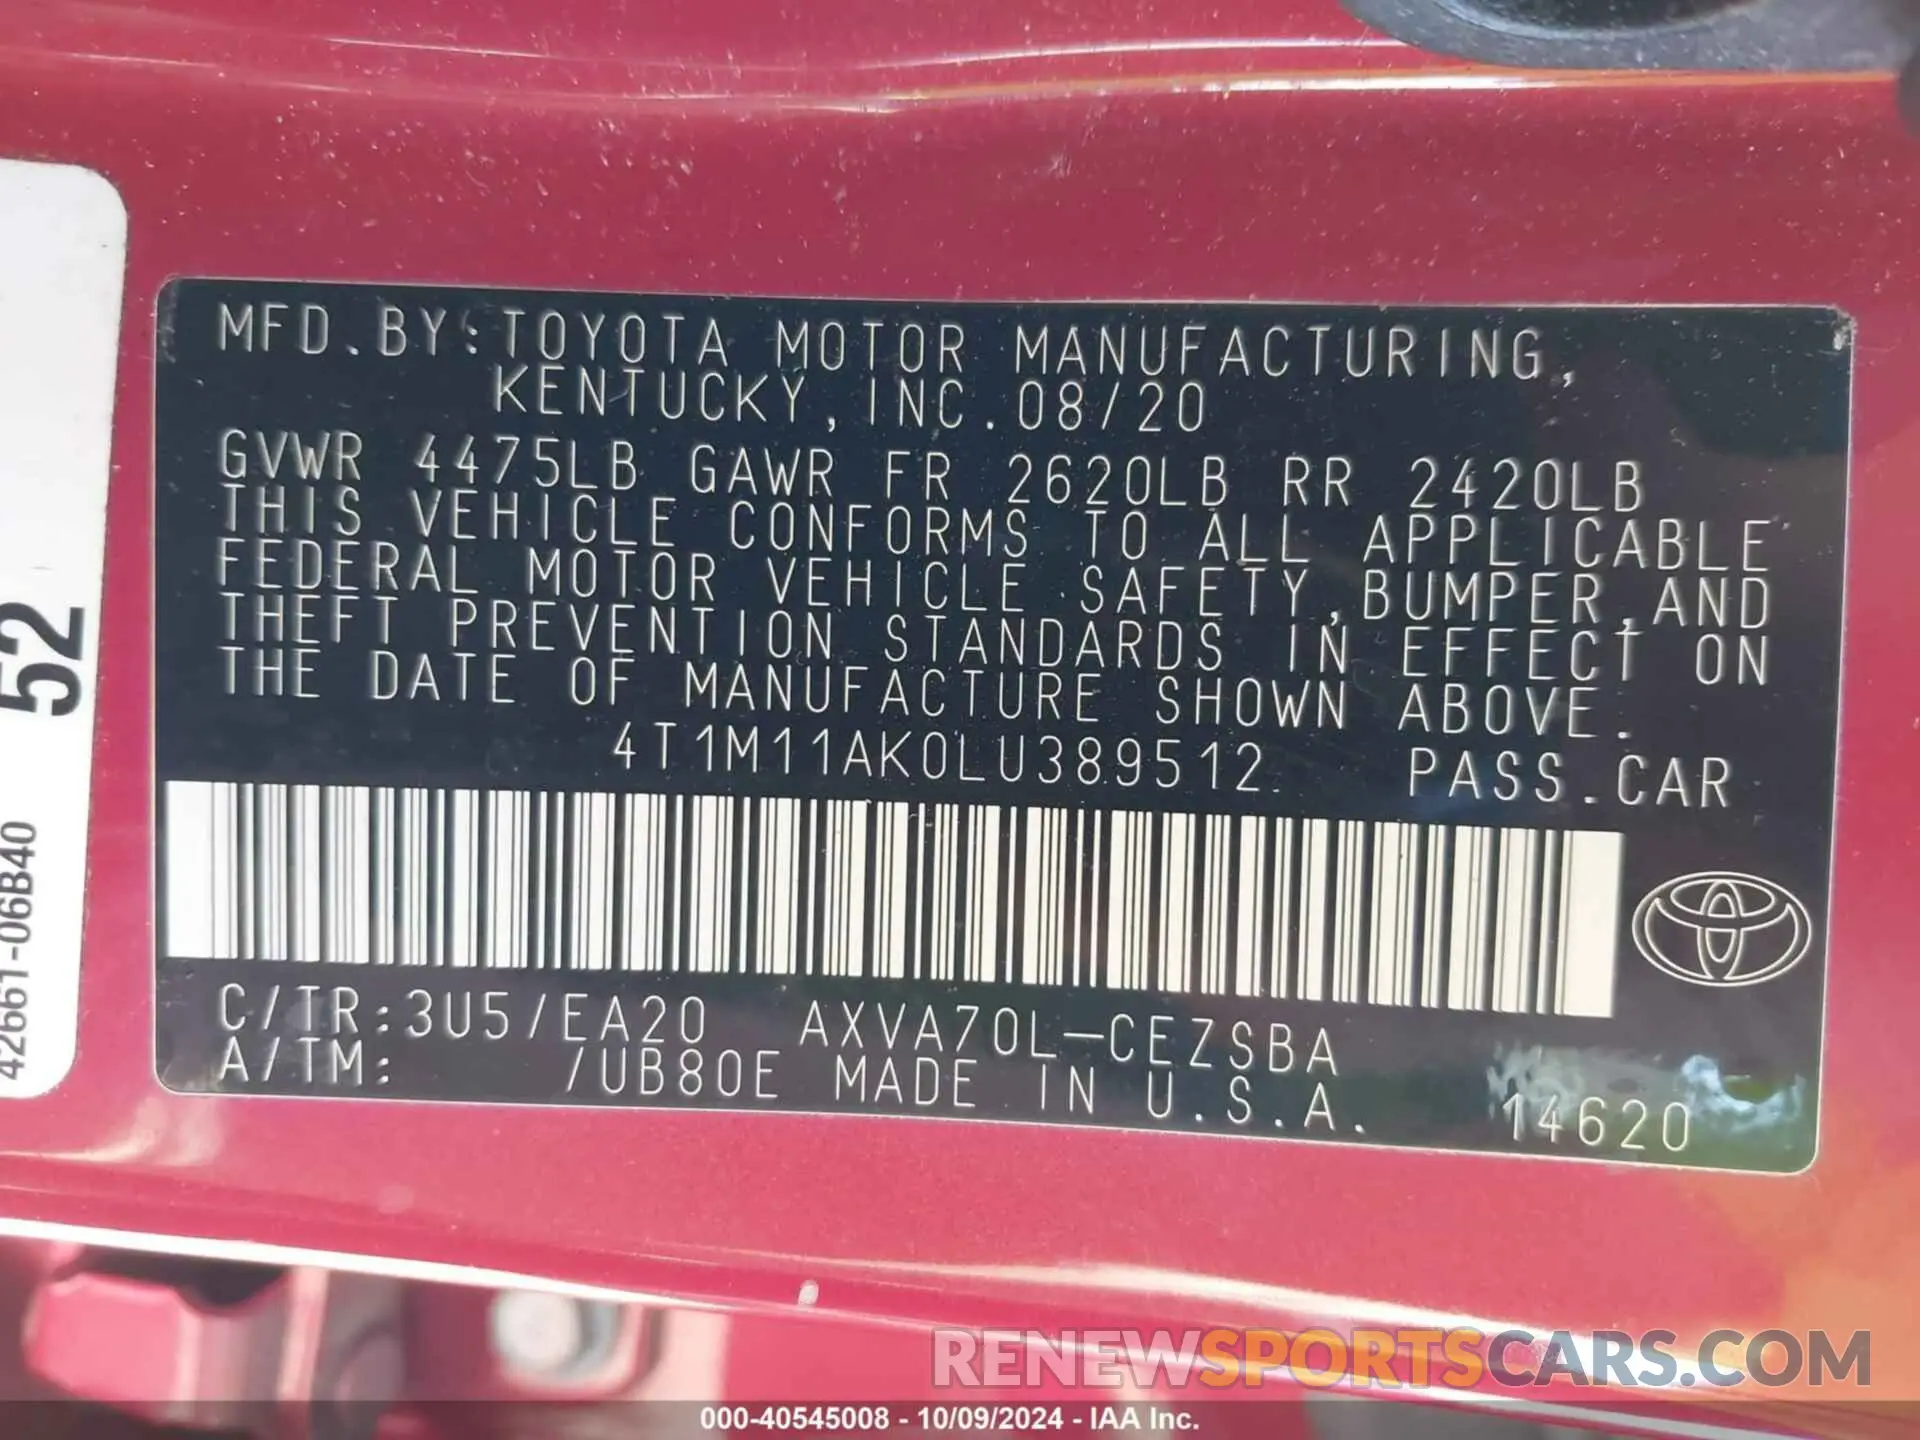 MFD.BY:TOYOTA MOTOR MANUFACTURING,
KENTUCKY,INC.08/20
GVWR 4475LB GAWR FR 2620LB RR 2420LB
THIS VEHICLE CONFORMS TO ALL APPLICABLE
FEDERAL MOTOR VEHICLE SAFETY,BUMPER,AND
THEFT PREVENTION STANDARDS IN EFFECT ON
THE DATE OF MANUFACTURE SHOWN ABOVE.
4T1M11AK0LU389512 PASS.CAR
C/TR:3U5/EA20 AXVA70L-CEZSBA
A/TM: /UB80E MADE IN U.S.A. 14620
52
42661-06B40
RENEWSPORTSCARS.COM
000-40545008 - 10/09/2024 - IAA Inc.